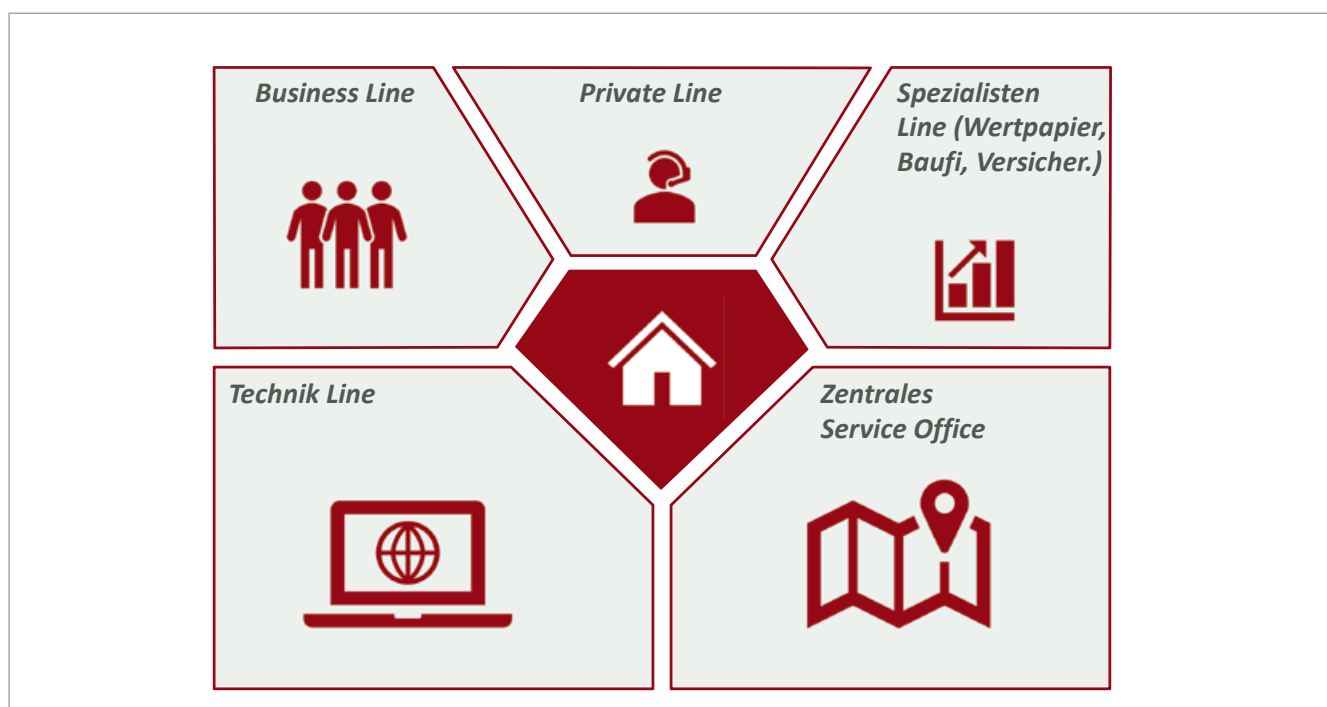 Business Line
Private Line
Spezialisten
Line (Wertpapier,
Baufi, Versicher.)
Technik Line
Zentrales
Service Office